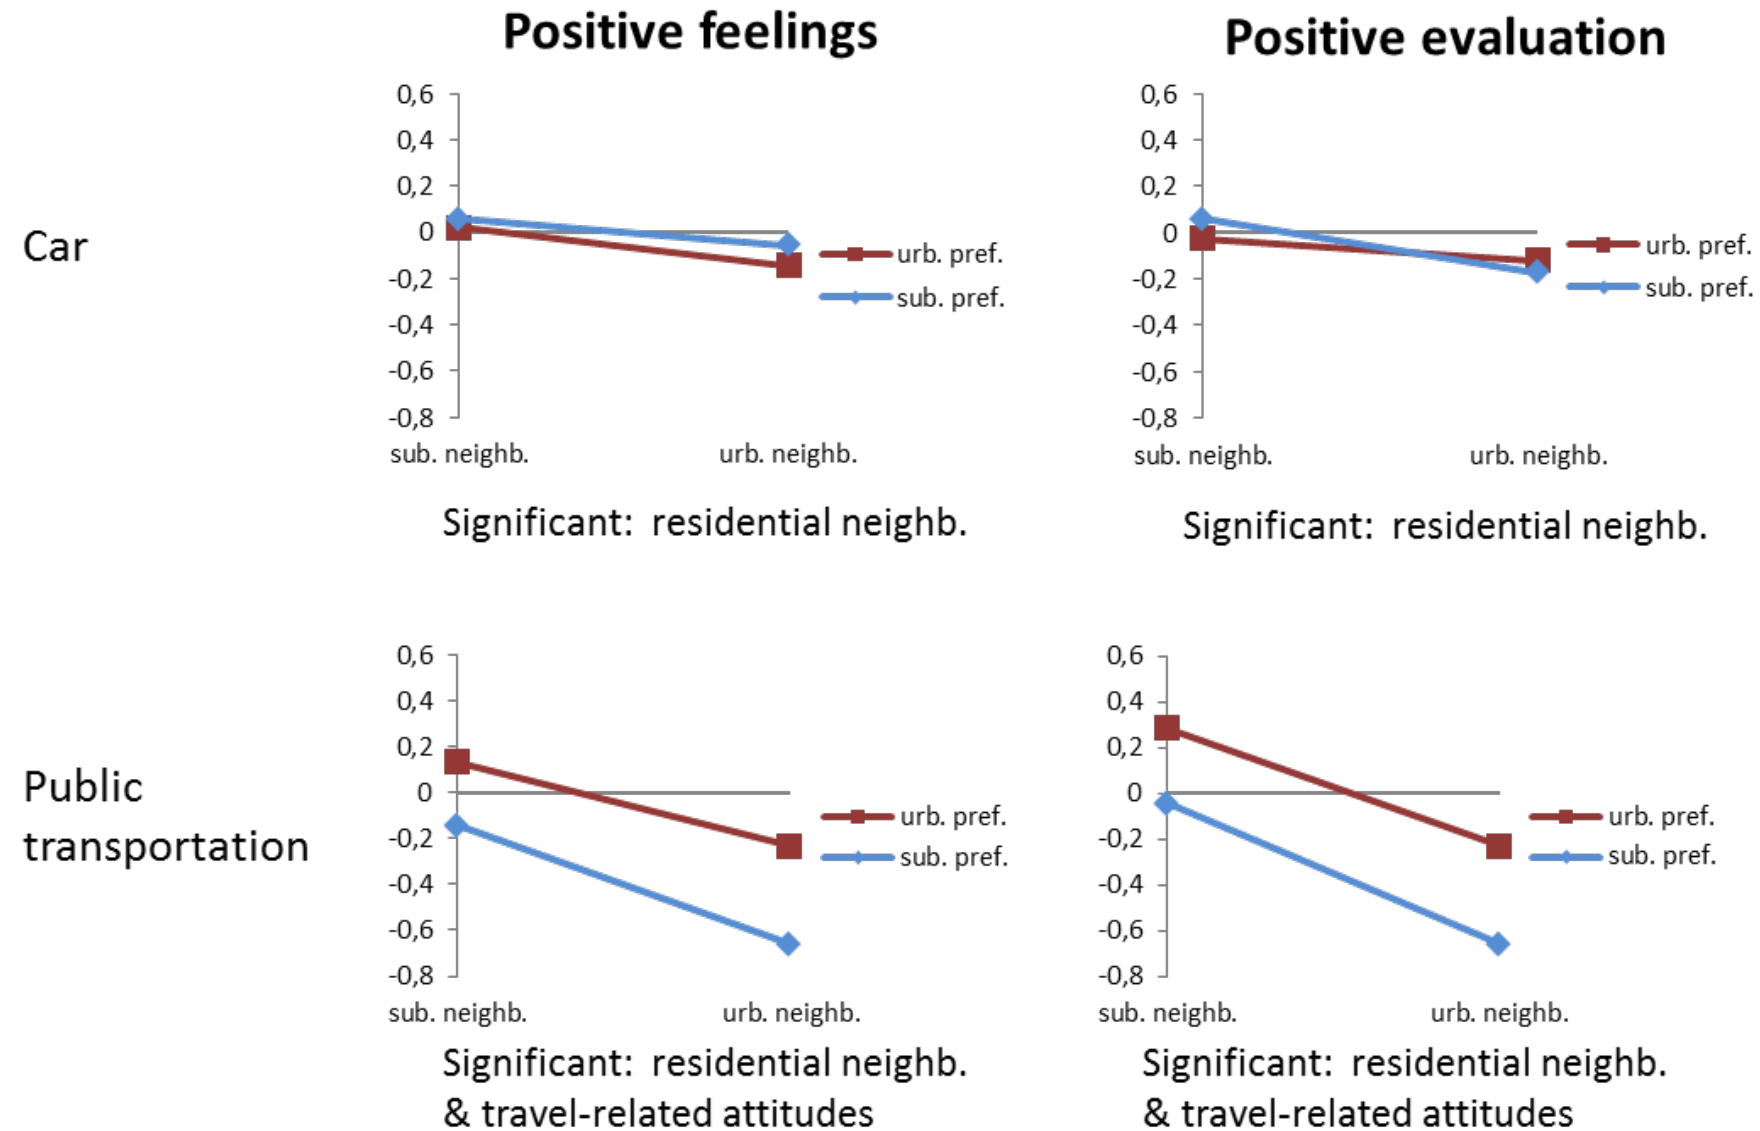 Positive feelings
Positive evaluation
Car
0,6
0,4
0,2
0
-0,2
-0,4
-0,6
-0,8
sub. neighb.
urb. neighb.
urb. pref.
sub. pref.
Significant: residential neighb.
0,6
0,4
0,2
0
-0,2
-0,4
-0,6
-0,8
sub. neighb.
urb. neighb.
urb. pref.
sub. pref.
Significant: residential neighb.
Public
transportation
0,6
0,4
0,2
0
-0,2
-0,4
-0,6
-0,8
sub. neighb.
urb. neighb.
urb. pref.
sub. pref.
Significant: residential neighb.
& travel-related attitudes
0,6
0,4
0,2
0
-0,2
-0,4
-0,6
-0,8
sub. neighb.
urb. neighb.
urb. pref.
sub. pref.
Significant: residential neighb.
& travel-related attitudes